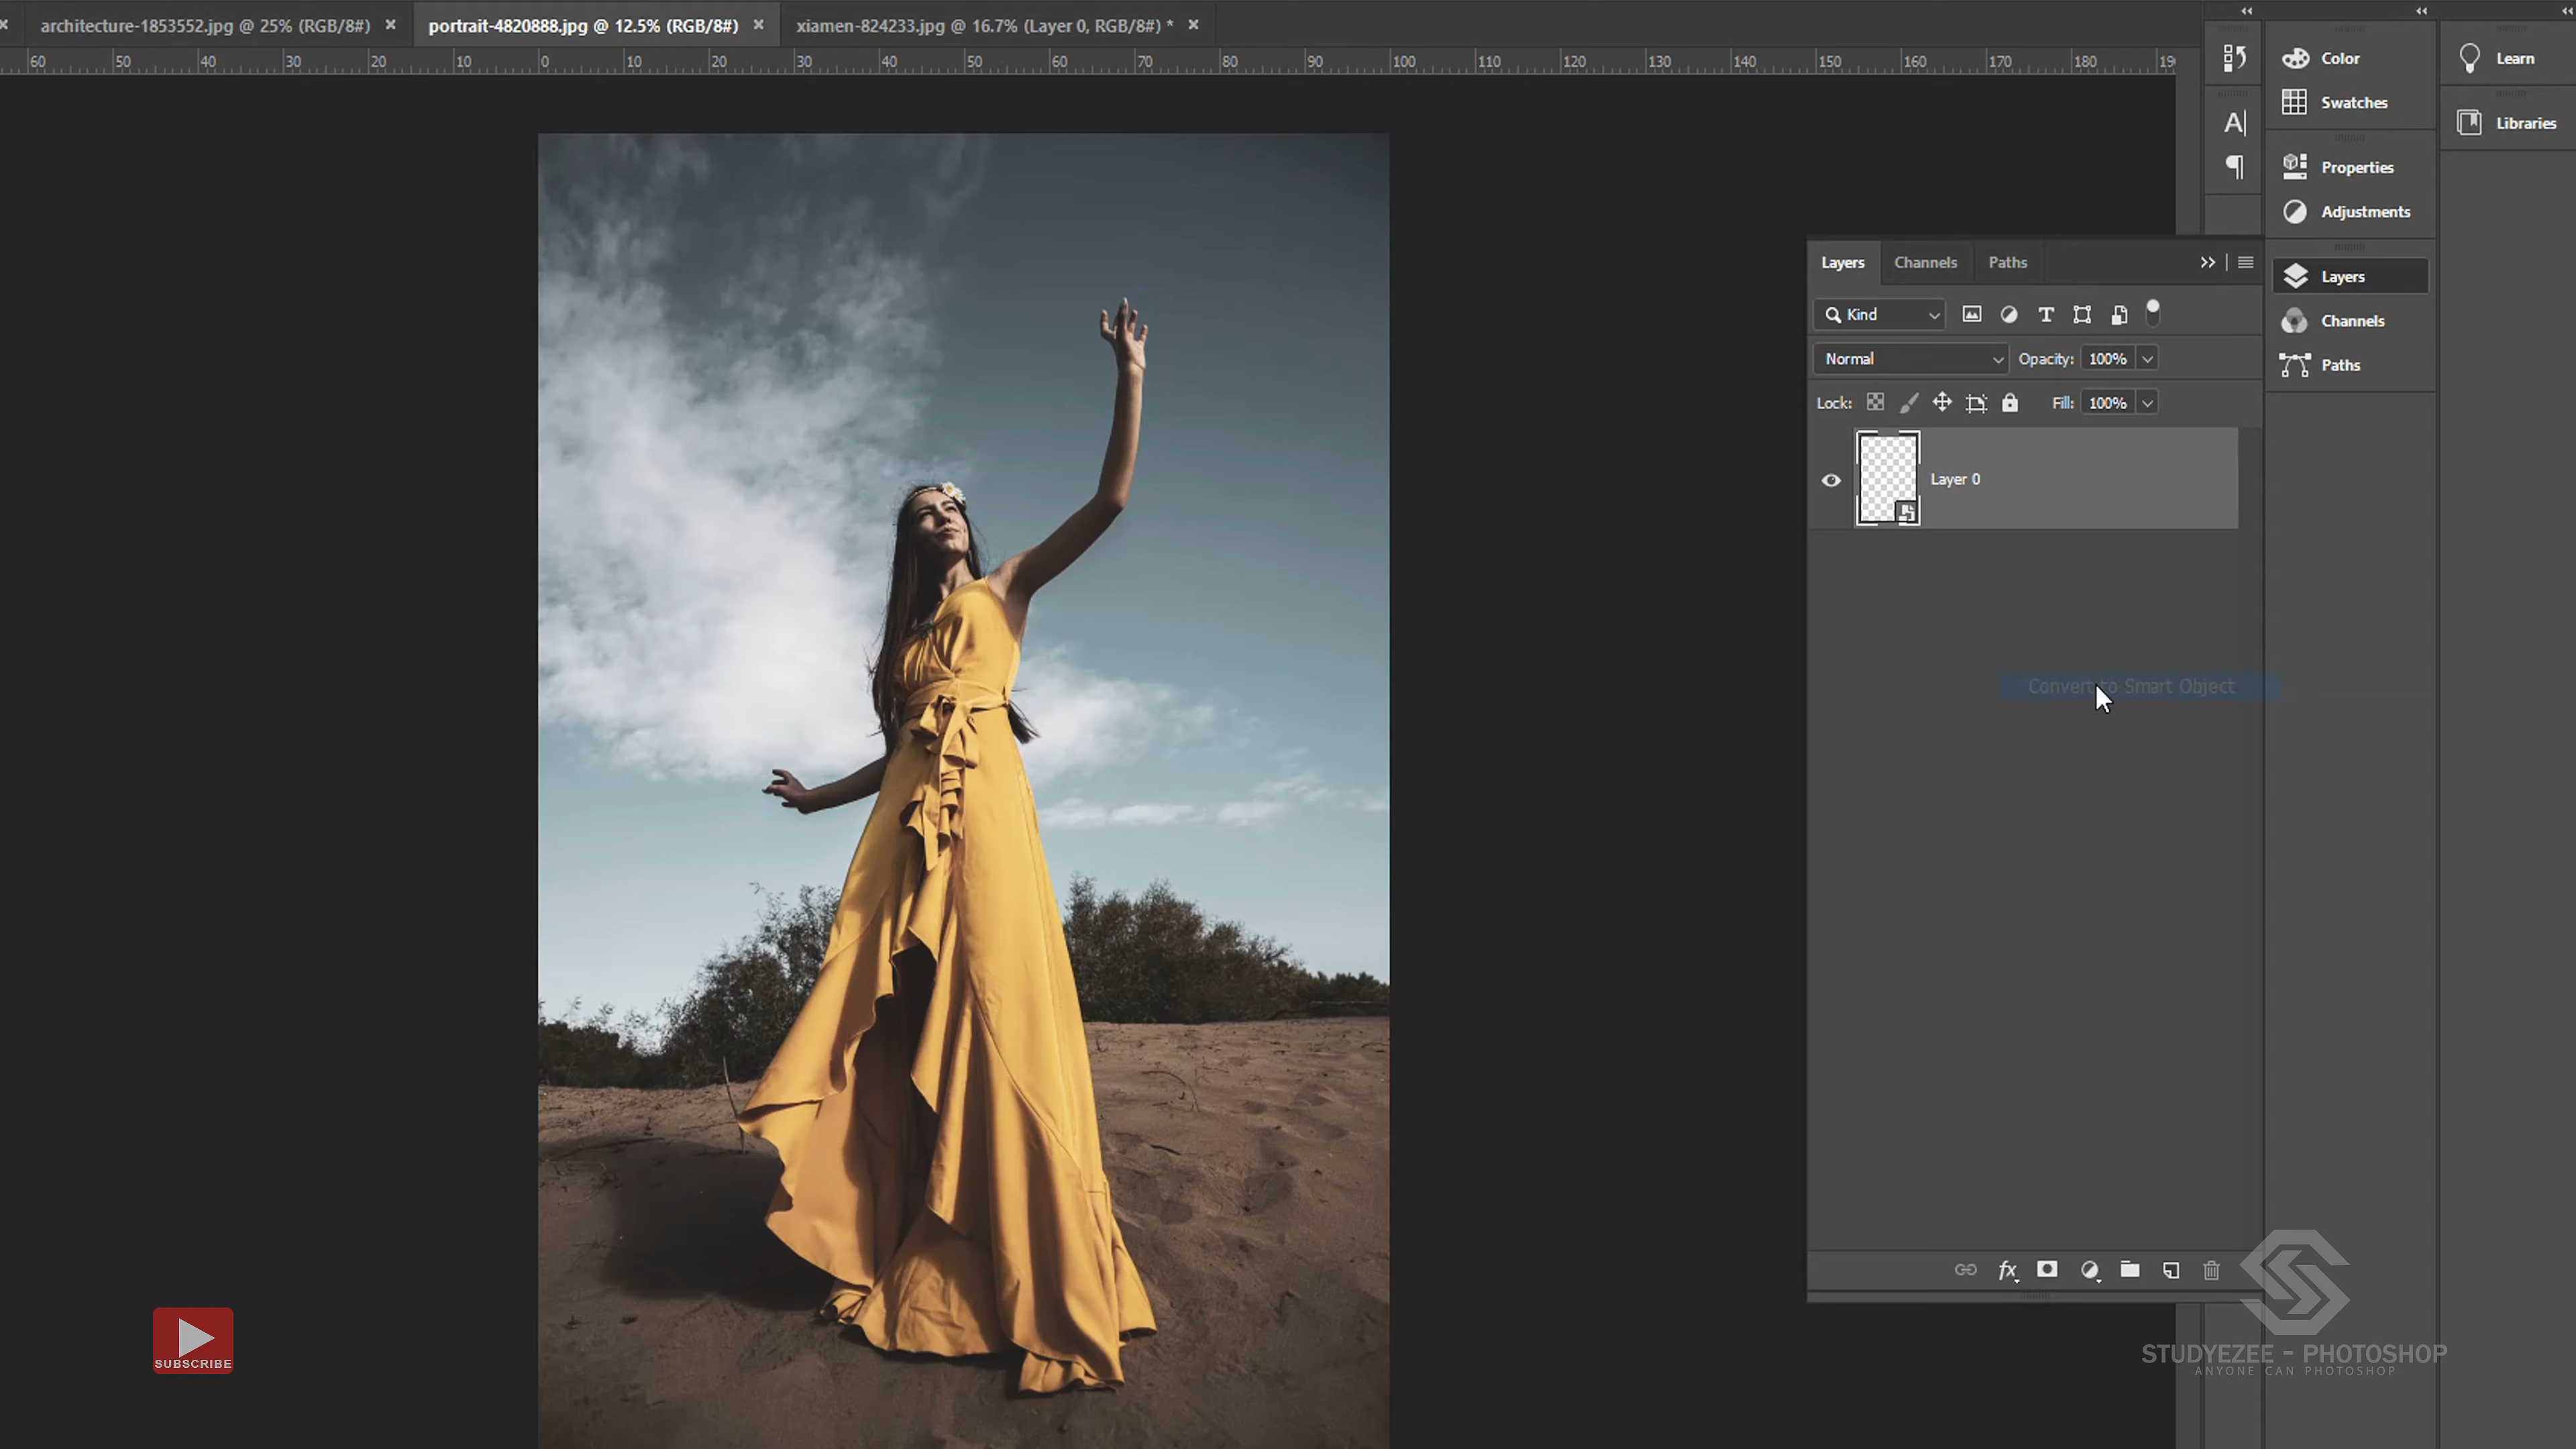 architecture-1853552.jpg @ 25% (RGB/8#)
portrait-4820888.jpg @ 12.5% (RGB/8#)
xiamen-824233.jpg @ 16.7% (Layer 0, RGB/8#) *
60 50 40 30 20 10 0 10 20 30 40 50 60 70 80 90 100 110 120 130 140 150 160 170 180
Color
Swatches
Properties
Adjustments
Layers
Channels
Paths
Learn
Libraries
Layers Channels Paths
Kind
Normal Opacity: 100%
Lock: Fill: 100%
Layer 0
Convert to Smart Object
fx
SUBSCRIBE
STUDYEZEE - PHOTOSHOP
ANYONE CAN PHOTOSHOP